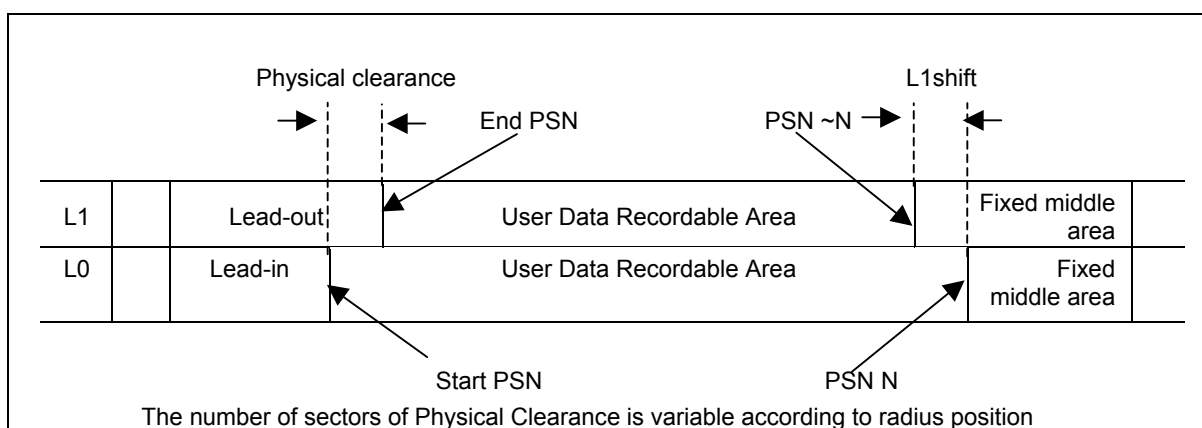 Physical clearance
L1shift
End PSN
PSN ~N
L1
Lead-out
User Data Recordable Area
Fixed middle
area
L0
Lead-in
User Data Recordable Area
Fixed
middle area
Start PSN
PSN N
The number of sectors of Physical Clearance is variable according to radius position